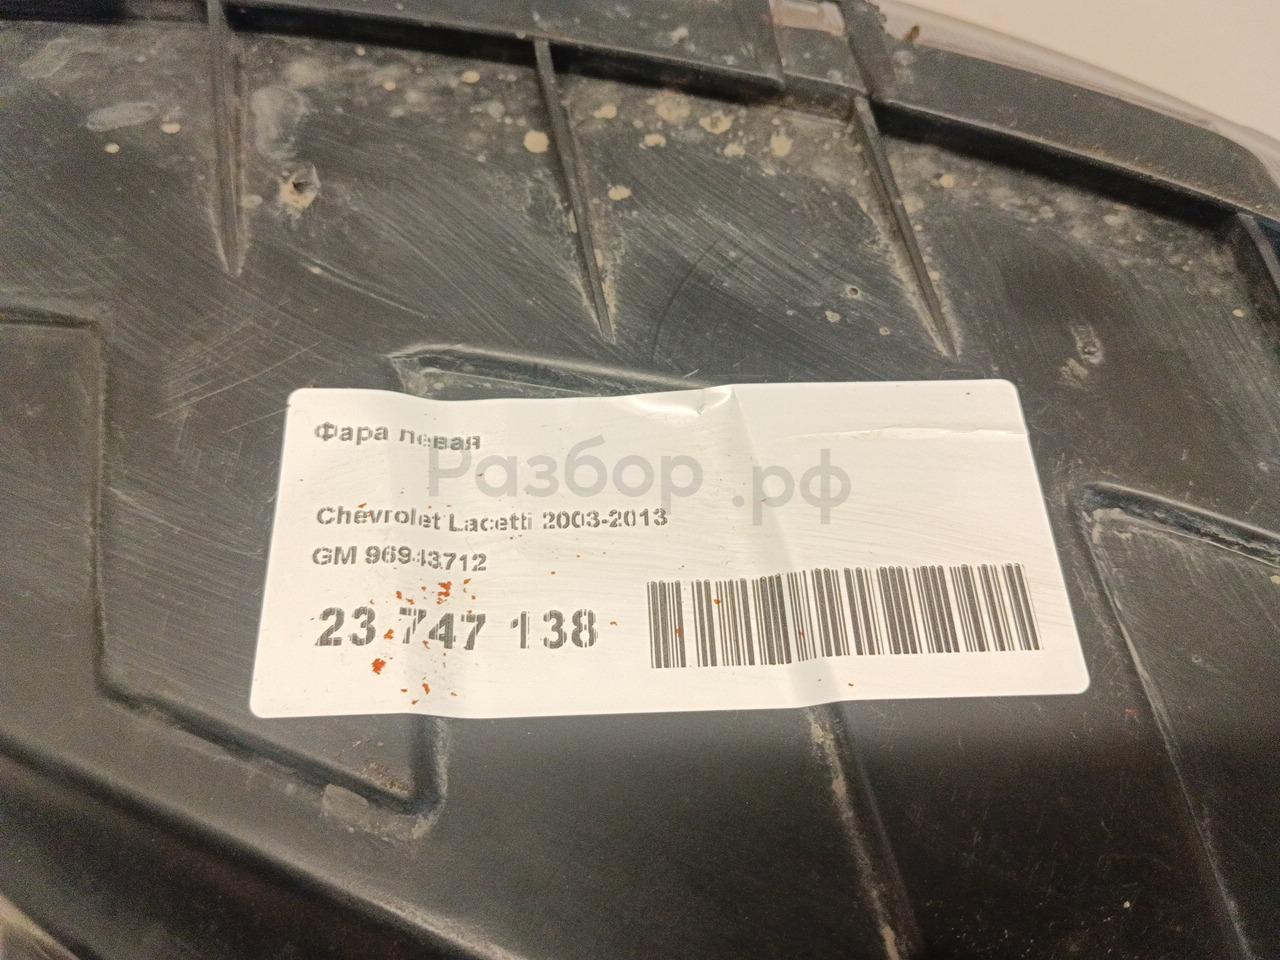 Фара левая
Разбор.рф
Chevrolet Lacetti 2003-2013
GM 96943712
23 747 138